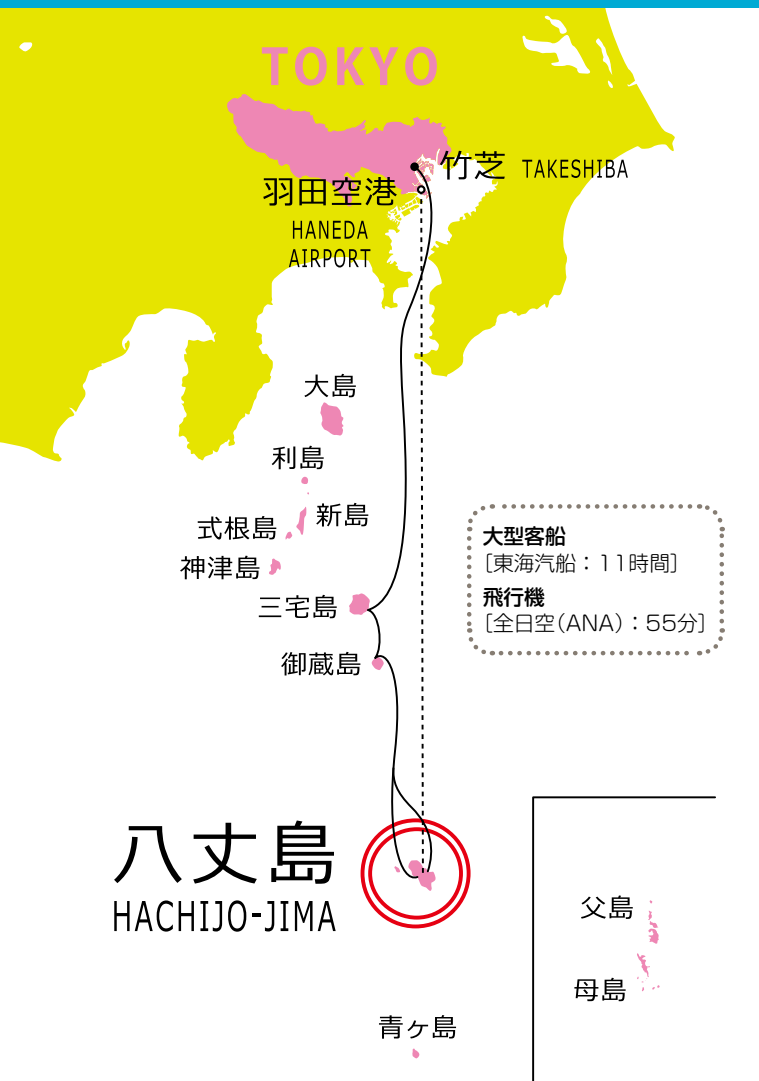 TOKYO
竹芝 TAKESHIBA
羽田空港
HANEDA
AIRPORT
大島
利島
新島
式根島
神津島
三宅島
御蔵島
大型客船
［東海汽船：11時間］
飛行機
［全日空（ANA）：55分］
八丈島
HACHIJO-JIMA
父島
母島
青ヶ島